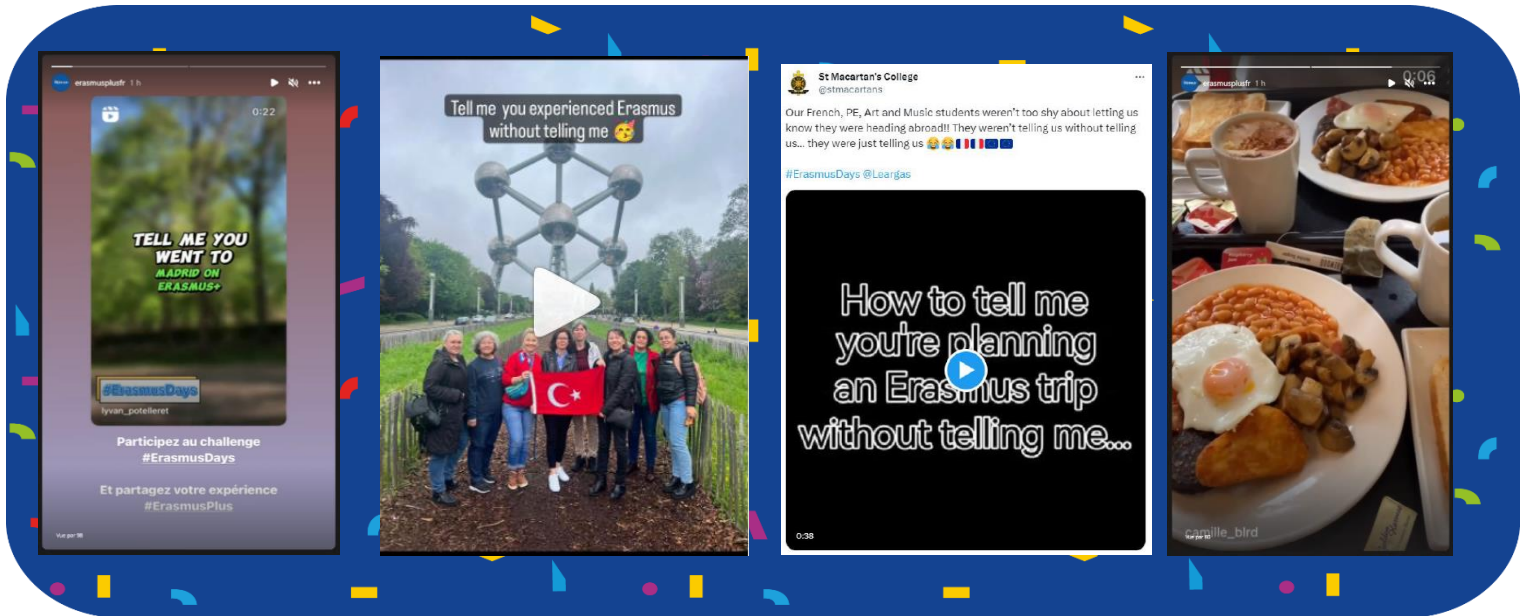 erasmusplusfr 1 h
0:22
TELL ME YOU
WENT TO
MADRID ON
ERASMUS+
#ErasmusDays
lyvan_potelleret
Participez au challenge
#ErasmusDays
Et partagez votre expérience
#ErasmusPlus
Vue par 98
Tell me you experienced Erasmus
without telling me 🥳
St Macartan's College
@stmacartans
Our French, PE, Art and Music students weren't too shy about letting us
know they were heading abroad!! They weren't telling us without telling
us... they were just telling us 😂😂🇫🇷🇫🇷🇪🇺🇪🇺
#ErasmusDays @Leargas
How to tell me
you're planning
an Erasmus trip
without telling me...
0:38
erasmusplusfr 1 h
0:06
camille_blrd